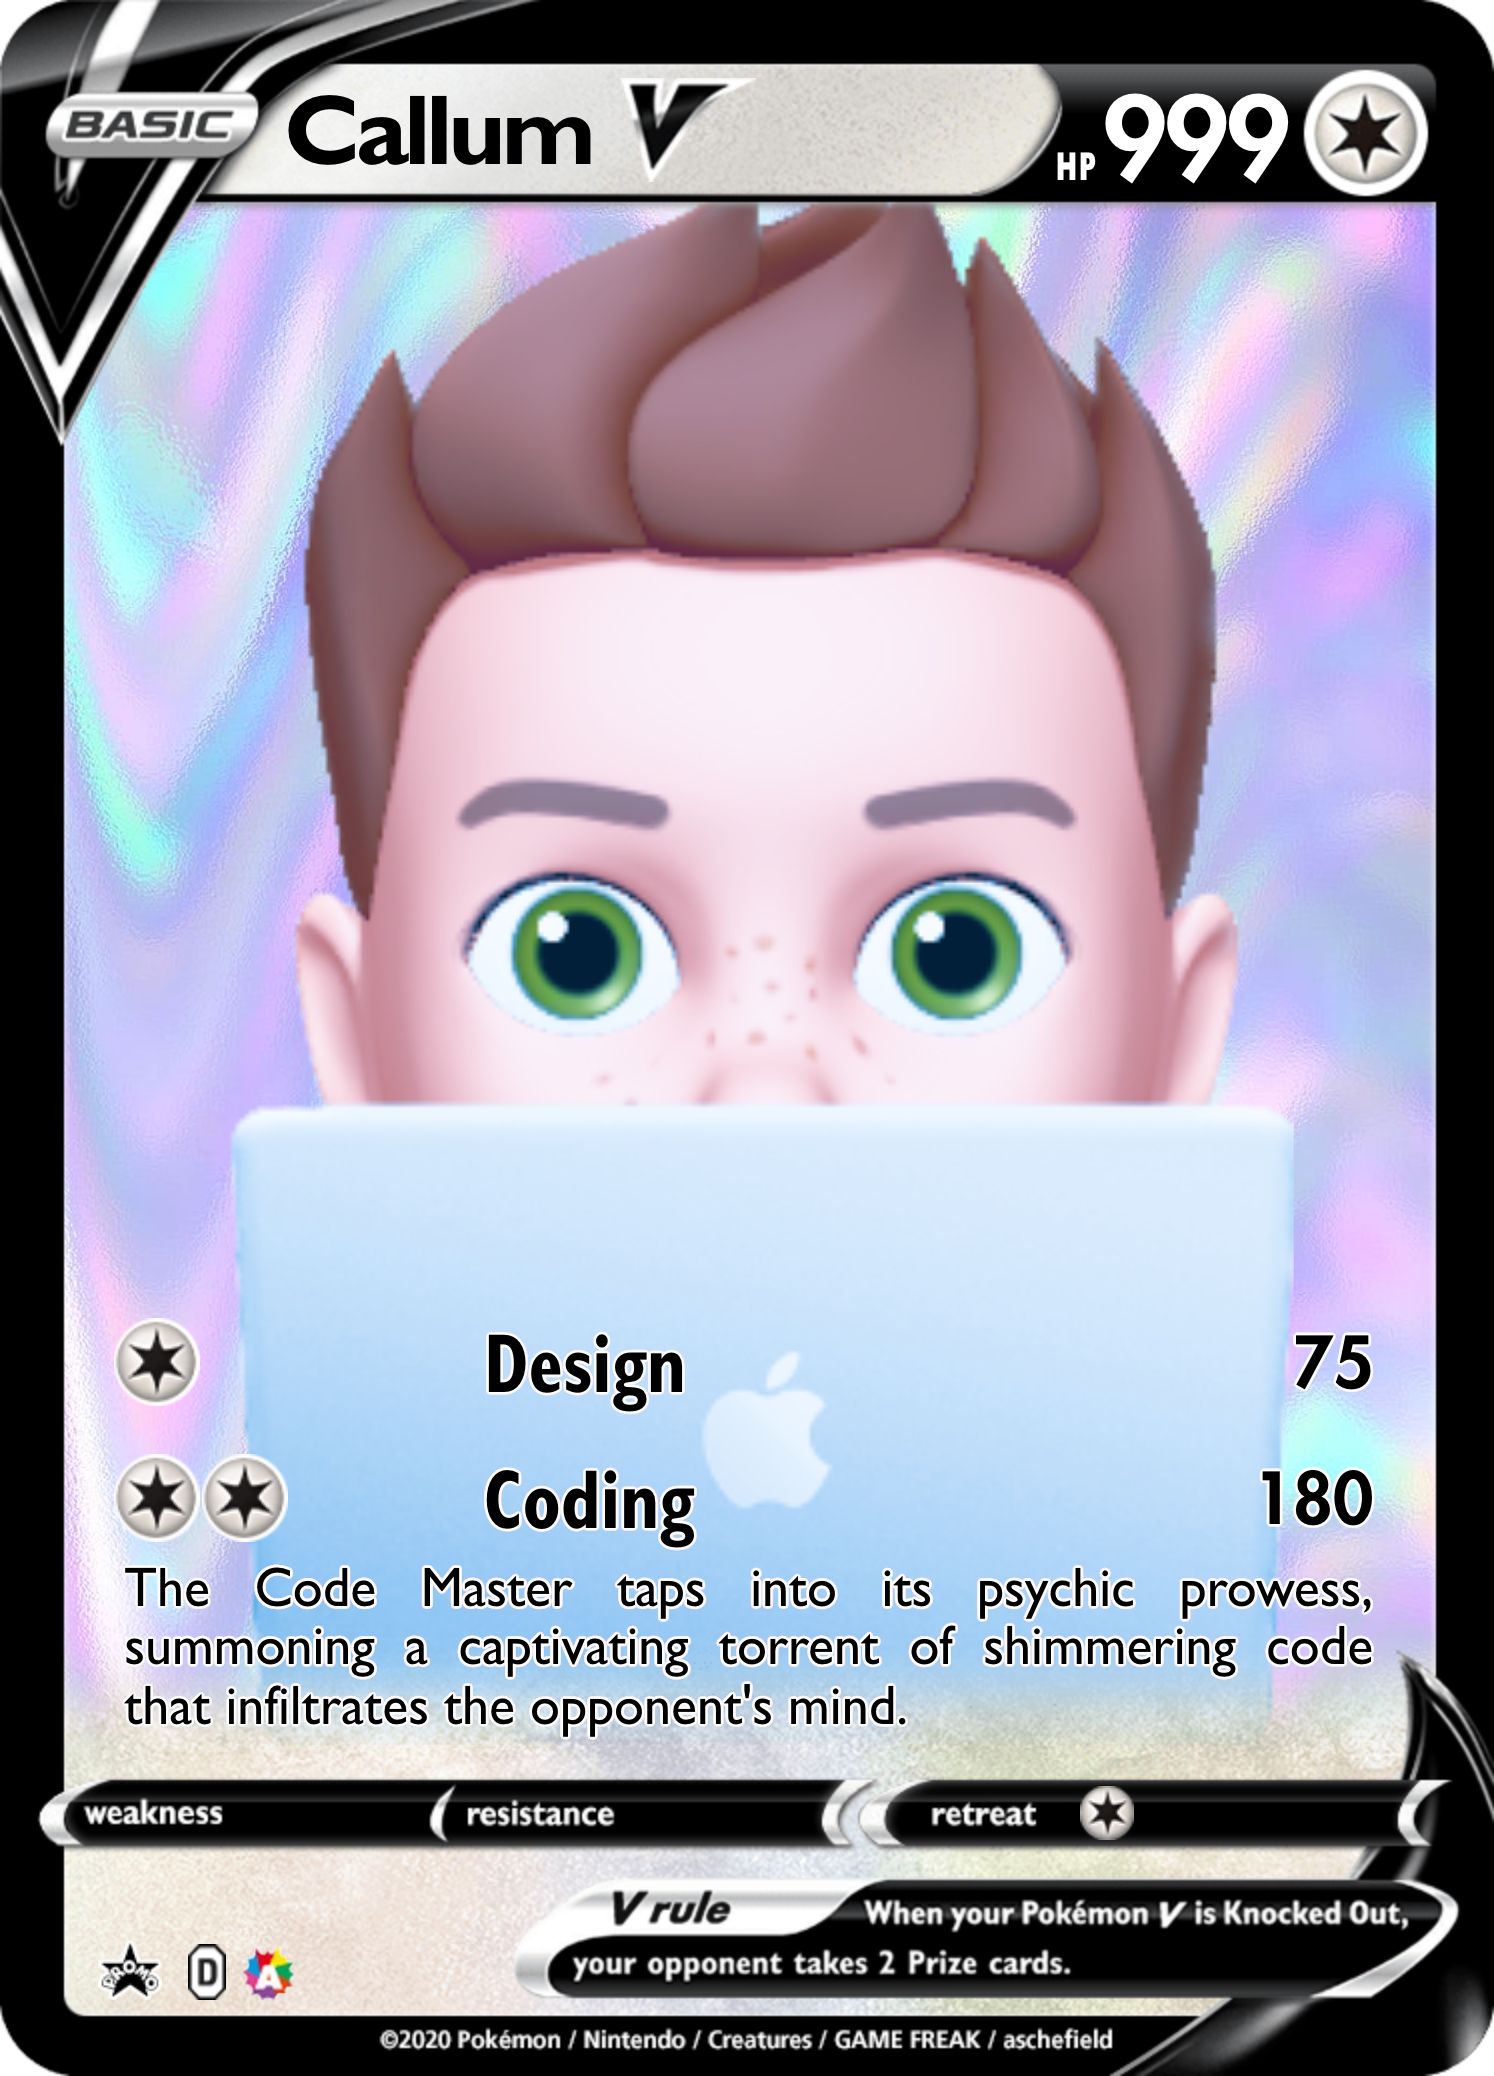 BASIC Callum V HP 999
Design 75
Coding 180
The Code Master taps into its psychic prowess,
summoning a captivating torrent of shimmering code
that infiltrates the opponent's mind.
weakness resistance retreat
V rule When your Pokémon V is Knocked Out,
your opponent takes 2 Prize cards.
PROMO D A
©2020 Pokémon / Nintendo / Creatures / GAME FREAK / aschefield